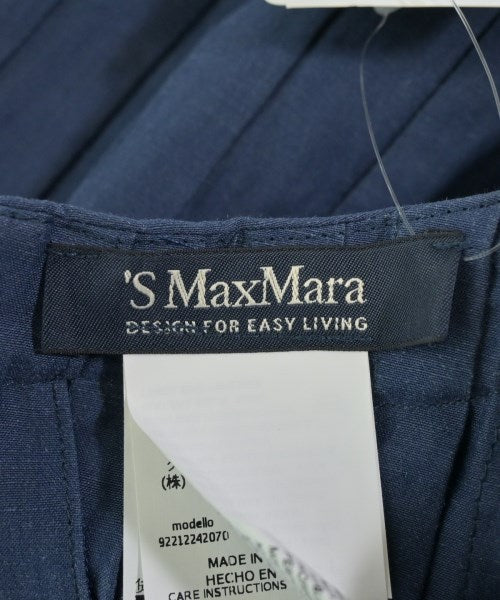 'S MaxMara
DESIGN FOR EASY LIVING
(株)
modello
92212242070
MADE IN
HECHO EN
CARE INSTRUCTIONS